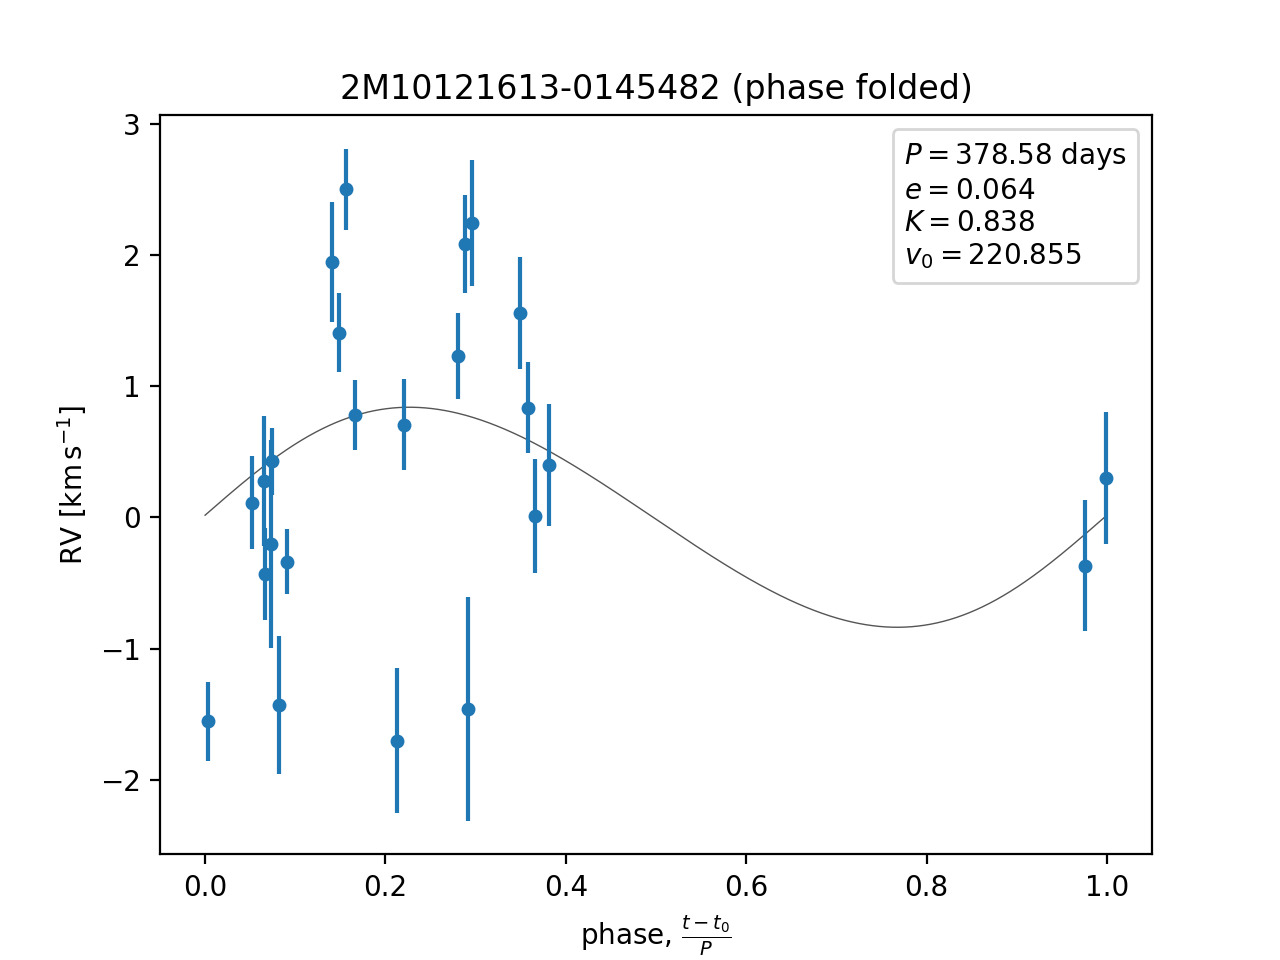 2M10121613-0145482 (phase folded)
P = 378.58 days
e = 0.064
K = 0.838
v₀ = 220.855
3
2
1
0
−1
−2
RV [km s⁻¹]
0.0 0.2 0.4 0.6 0.8 1.0
phase, (t − t₀)/P